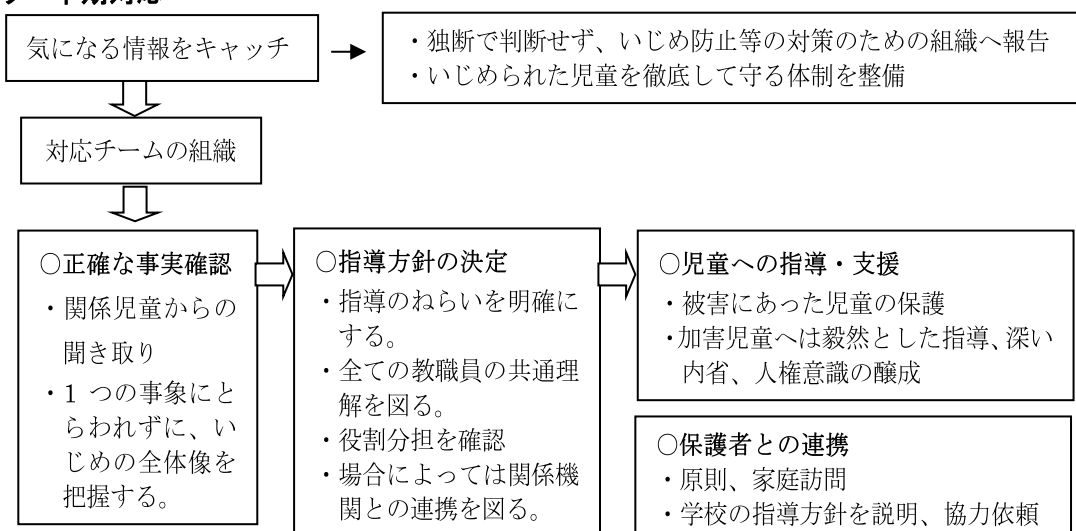 気になる情報をキャッチ
・独断で判断せず、いじめ防止等の対策のための組織へ報告
・いじめられた児童を徹底して守る体制を整備
対応チームの組織
○正確な事実確認
・関係児童からの
聞き取り
・1 つの事象にと
らわれずに、い
じめの全体像を
把握する。
○指導方針の決定
・指導のねらいを明確に
する。
・全ての教職員の共通理
解を図る。
・役割分担を確認
・場合によっては関係機
関との連携を図る。
○児童への指導・支援
・被害にあった児童の保護
・加害児童へは毅然とした指導、深い
内省、人権意識の醸成
○保護者との連携
・原則、家庭訪問
・学校の指導方針を説明、協力依頼